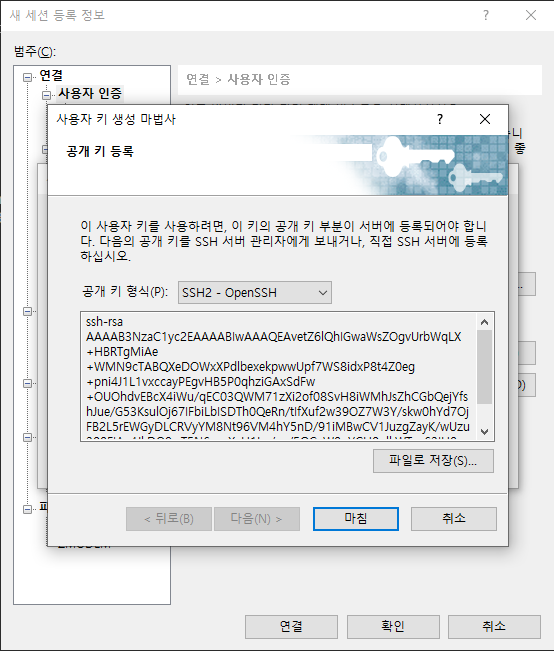 새 세션 등록 정보
범주(C):
연결
사용자 인증
연결 > 사용자 인증
사용자 키 생성 마법사
공개 키 등록
이 사용자 키를 사용하려면, 이 키의 공개 키 부분이 서버에 등록되어야 합니
다. 다음의 공개 키를 SSH 서버 관리자에게 보내거나, 직접 SSH 서버에 등록
하십시오.
공개 키 형식(P):
SSH2 - OpenSSH
ssh-rsa
AAAAB3NzaC1yc2EAAAABIwAAAQEAvetZ6lQhIGwaWsZOgvUrbWqLX
+HBRTgMiAe
+WMN9cTABQXeDOWxXPdlbexekpwwUpf7WS8idxP8t4Z0eg
+pni4J1L1vxccayPEgvHB5P0qhziGAxSdFw
+OUOhdvEBcX4iWu/qEC03QWM71zXi2of08SvH8iWMhJsZhCGbQejYfs
hJue/G53KsulOj67IFbiLbISDTh0QeRn/tIfXuf2w39OZ7W3Y/skw0hYd7Oj
FB2L5rEWGyDLCRVyYM8Nt96VM4hY5nD/91iMBwCV1JuzgZayK/wUzu
파일로 저장(S)...
< 뒤로(B)
다음(N) >
마침
취소
연결
확인
취소